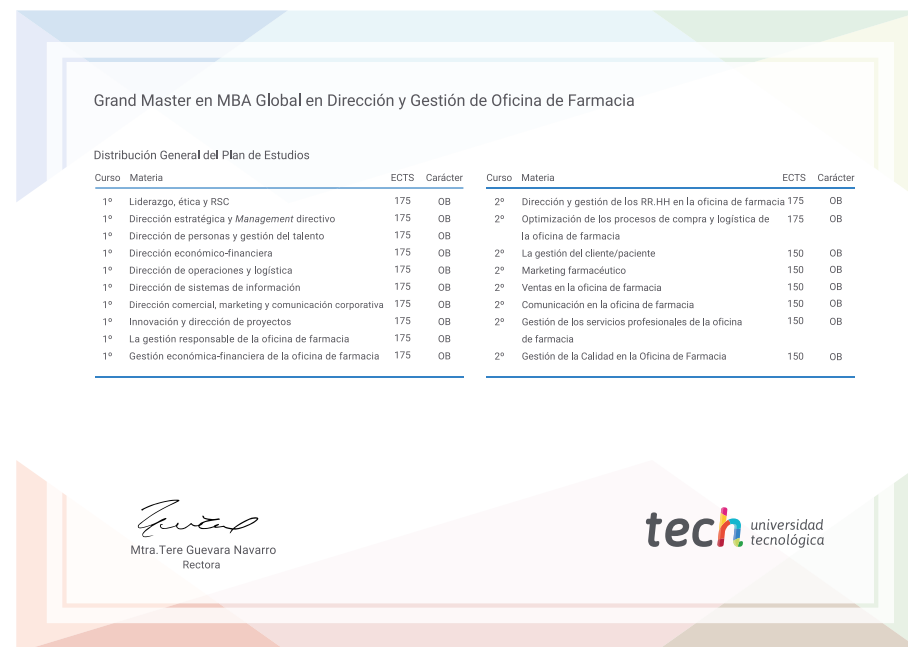 Grand Master en MBA Global en Dirección y Gestión de Oficina de Farmacia
Distribución General del Plan de Estudios
Curso Materia ECTS Carácter
1º Liderazgo, ética y RSC 175 OB
1º Dirección estratégica y Management directivo 175 OB
1º Dirección de personas y gestión del talento 175 OB
1º Dirección económico-financiera 175 OB
1º Dirección de operaciones y logística 175 OB
1º Dirección de sistemas de información 175 OB
1º Dirección comercial, marketing y comunicación corporativa 175 OB
1º Innovación y dirección de proyectos 175 OB
1º La gestión responsable de la oficina de farmacia 175 OB
1º Gestión económica-financiera de la oficina de farmacia 175 OB
Curso Materia ECTS Carácter
2º Dirección y gestión de los RR.HH en la oficina de farmacia 175 OB
2º Optimización de los procesos de compra y logística de 175 OB
la oficina de farmacia
2º La gestión del cliente/paciente 150 OB
2º Marketing farmacéutico 150 OB
2º Ventas en la oficina de farmacia 150 OB
2º Comunicación en la oficina de farmacia 150 OB
2º Gestión de los servicios profesionales de la oficina 150 OB
de farmacia
2º Gestión de la Calidad en la Oficina de Farmacia 150 OB
Mtra.Tere Guevara Navarro
Rectora
tech universidad
tecnológica